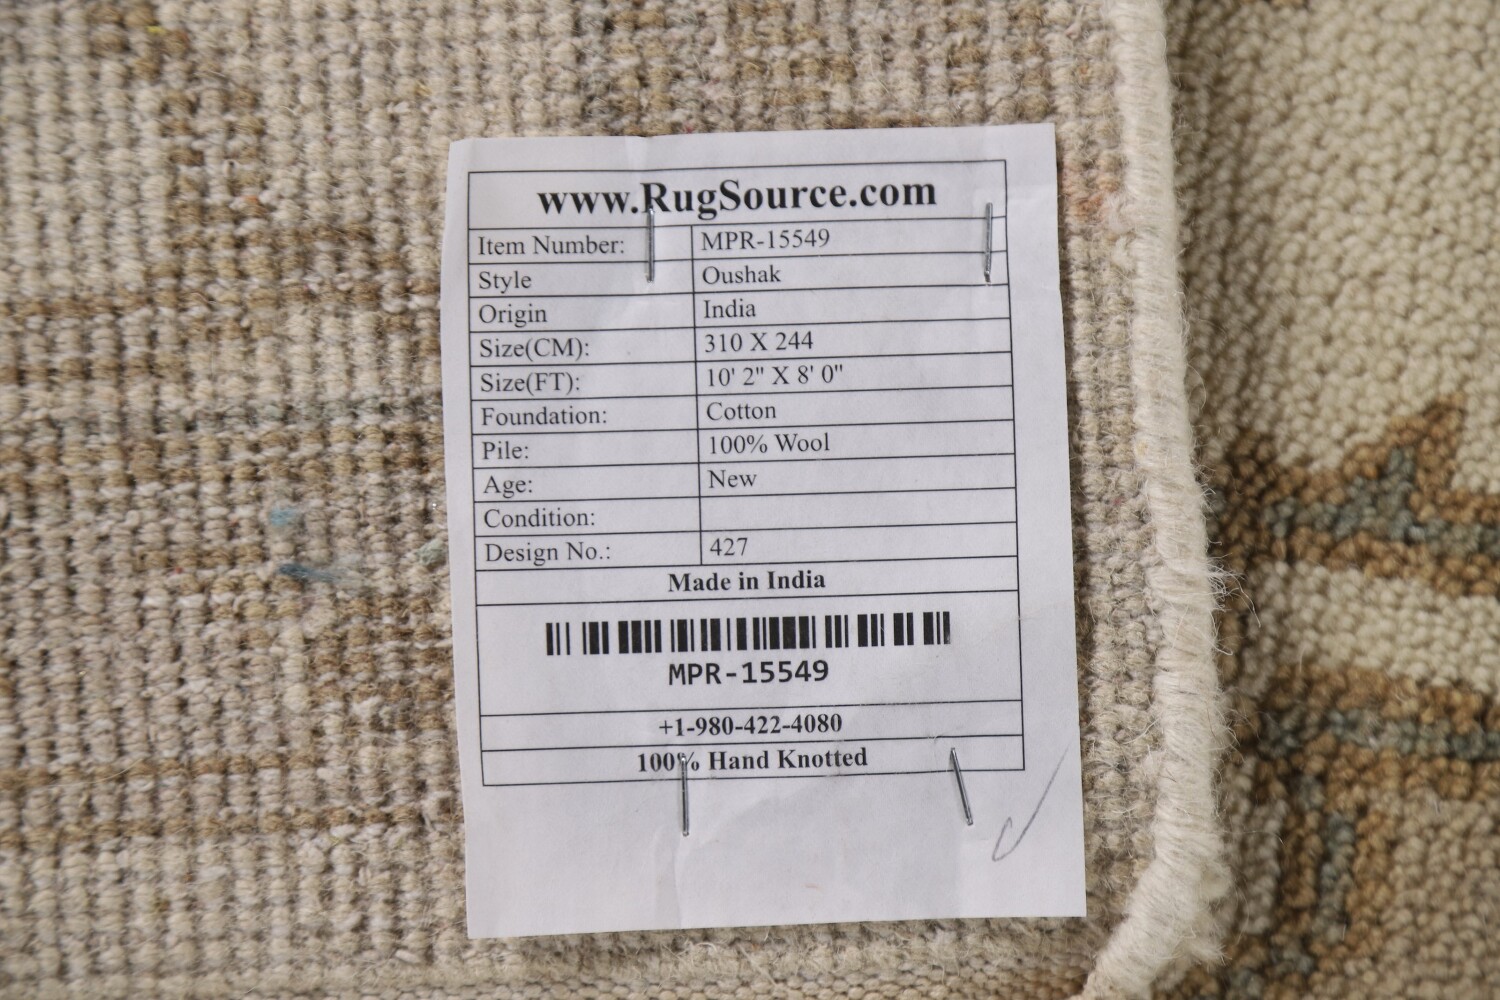 www.RugSource.com
Item Number: MPR-15549
Style Oushak
Origin India
Size(CM): 310 X 244
Size(FT): 10' 2" X 8' 0"
Foundation: Cotton
Pile: 100% Wool
Age: New
Condition:
Design No.: 427
Made in India
MPR-15549
+1-980-422-4080
100% Hand Knotted